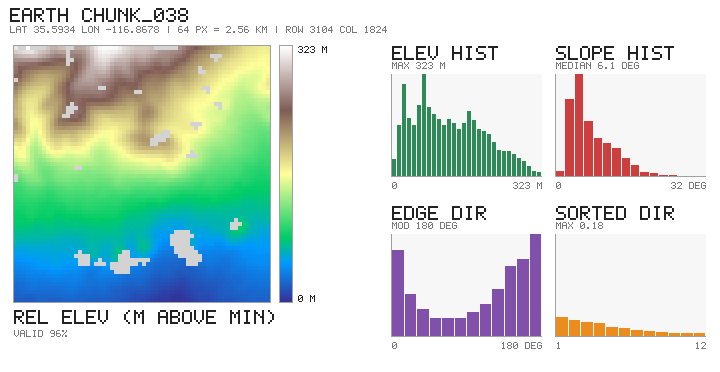 EARTH CHUNK_038
LAT 35.5934 LON -116.8678 | 64 PX = 2.56 KM | ROW 3104 COL 1824
323 M
0 M
REL ELEV (M ABOVE MIN)
VALID 96%
ELEV HIST
MAX 323 M
0 323 M
SLOPE HIST
MEDIAN 6.1 DEG
0 32 DEG
EDGE DIR
MOD 180 DEG
0 180 DEG
SORTED DIR
MAX 0.18
1 12